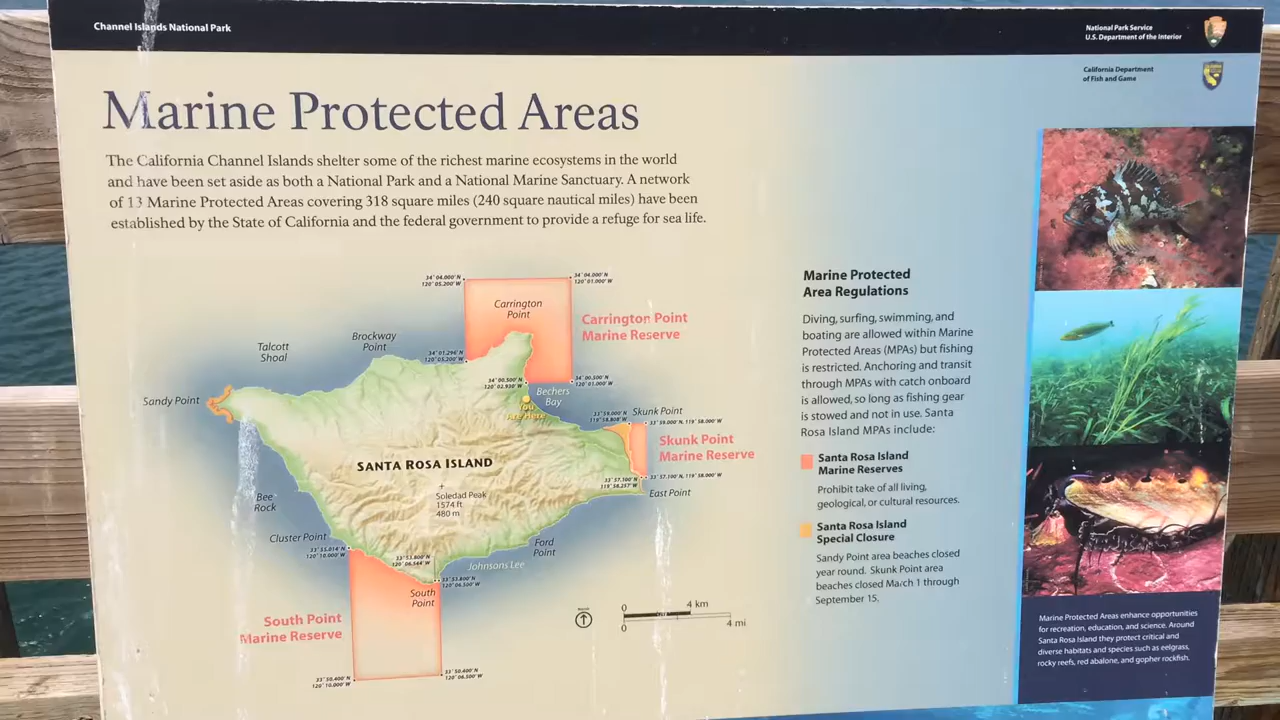 Channel Islands National Park
National Park Service
U.S. Department of the Interior
California Department
of Fish and Game
Marine Protected Areas
The California Channel Islands shelter some of the richest marine ecosystems in the world
and have been set aside as both a National Park and a National Marine Sanctuary. A network
of 13 Marine Protected Areas covering 318 square miles (240 square nautical miles) have been
established by the State of California and the federal government to provide a refuge for sea life.
34° 04.000' N
120° 05.200' W
34° 04.000' N
120° 01.000' W
Carrington
Point
Carrington Point
Marine Reserve
Brockway
Point
Talcott
Shoal
34° 01.296' N
120° 05.200' W
34° 00.500' N
120° 02.930' W
34° 00.500' N
120° 01.000' W
Bechers
Bay
Sandy Point
You
Are Here
33° 59.000' N
119° 58.808' W
Skunk Point
33° 59.000' N, 119° 58.000' W
Skunk Point
Marine Reserve
SANTA ROSA ISLAND
33° 57.100' N, 119° 58.000' W
33° 57.100' N
119° 58.257' W
East Point
Soledad Peak
1574 ft
480 m
Bee
Rock
Cluster Point
33° 55.014' N
120° 10.000' W
Ford
Point
33° 53.800' N
120° 06.544' W
Johnsons Lee
33° 53.800' N
120° 06.500' W
South
Point
South Point
Marine Reserve
33° 50.400' N
120° 10.000' W
33° 50.400' N
120° 06.500' W
North
0 4 km
0 4 mi
Marine Protected
Area Regulations
Diving, surfing, swimming, and
boating are allowed within Marine
Protected Areas (MPAs) but fishing
is restricted. Anchoring and transit
through MPAs with catch onboard
is allowed, so long as fishing gear
is stowed and not in use. Santa
Rosa Island MPAs include:
Santa Rosa Island
Marine Reserves
Prohibit take of all living,
geological, or cultural resources.
Santa Rosa Island
Special Closure
Sandy Point area beaches closed
year round. Skunk Point area
beaches closed March 1 through
September 15.
Marine Protected Areas enhance opportunities
for recreation, education, and science. Around
Santa Rosa Island they protect critical and
diverse habitats and species such as eelgrass,
rocky reefs, red abalone, and gopher rockfish.